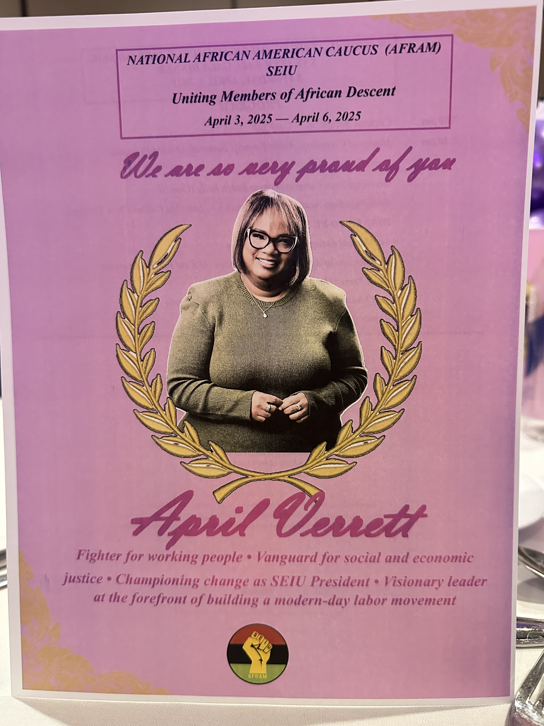 NATIONAL AFRICAN AMERICAN CAUCUS (AFRAM)
SEIU
Uniting Members of African Descent
April 3, 2025 — April 6, 2025
We are so very proud of you
April Verrett
Fighter for working people • Vanguard for social and economic
justice • Championing change as SEIU President • Visionary leader
at the forefront of building a modern-day labor movement
AFRAM